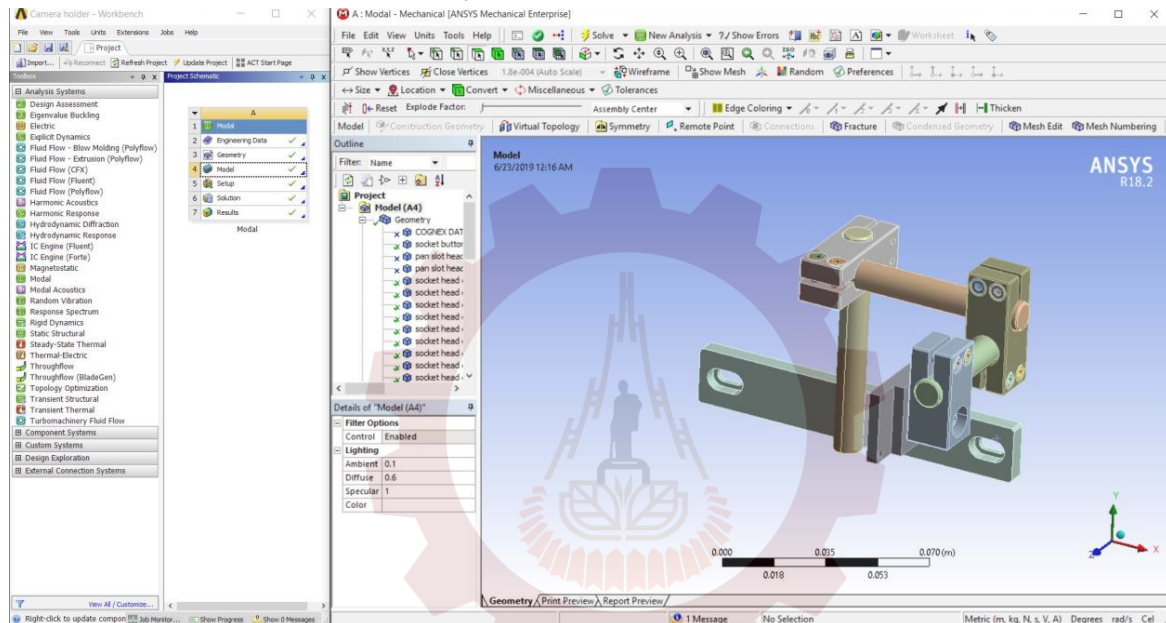 Camera holder - Workbench
File View Tools Units Extensions Jobs Help
Project
Import... Reconnect Refresh Project Update Project ACT Start Page
Toolbox
Analysis Systems
Design Assessment
Eigenvalue Buckling
Electric
Explicit Dynamics
Fluid Flow - Blow Molding (Polyflow)
Fluid Flow - Extrusion (Polyflow)
Fluid Flow (CFX)
Fluid Flow (Fluent)
Fluid Flow (Polyflow)
Harmonic Acoustics
Harmonic Response
Hydrodynamic Diffraction
Hydrodynamic Response
IC Engine (Fluent)
IC Engine (Forte)
Magnetostatic
Modal
Modal Acoustics
Random Vibration
Response Spectrum
Rigid Dynamics
Static Structural
Steady-State Thermal
Thermal-Electric
Throughflow
Throughflow (BladeGen)
Topology Optimization
Transient Structural
Transient Thermal
Turbomachinery Fluid Flow
Component Systems
Custom Systems
Design Exploration
External Connection Systems
View All / Customize...
Project Schematic
A
1 Modal
2 Engineering Data
3 Geometry
4 Model
5 Setup
6 Solution
7 Results
Modal
Right-click to update compon Job Monitor... Show Progress Show 0 Messages
A : Modal - Mechanical [ANSYS Mechanical Enterprise]
File Edit View Units Tools Help Solve New Analysis ?/ Show Errors Worksheet
Show Vertices Close Vertices 1.8e-004 (Auto Scale) Wireframe Show Mesh Random Preferences
Size Location Convert Miscellaneous Tolerances
Reset Explode Factor: Assembly Center Edge Coloring Thicken
Model Construction Geometry Virtual Topology Symmetry Remote Point Connections Fracture Condensed Geometry Mesh Edit Mesh Numbering
Outline
Filter: Name
Project
Model (A4)
Geometry
COGNEX DAT
socket button
pan slot head
pan slot head
socket head
socket head
socket head
socket head
socket head
socket head
socket head
socket head
Details of "Model (A4)"
Filter Options
Control Enabled
Lighting
Ambient 0.1
Diffuse 0.6
Specular 1
Color
Model
6/23/2019 12:16 AM
ANSYS
R18.2
Y
X
Z
0.000 0.035 0.070 (m)
0.018 0.053
Geometry Print Preview Report Preview
1 Message No Selection Metric (m, kg, N, s, V, A) Degrees rad/s Cel